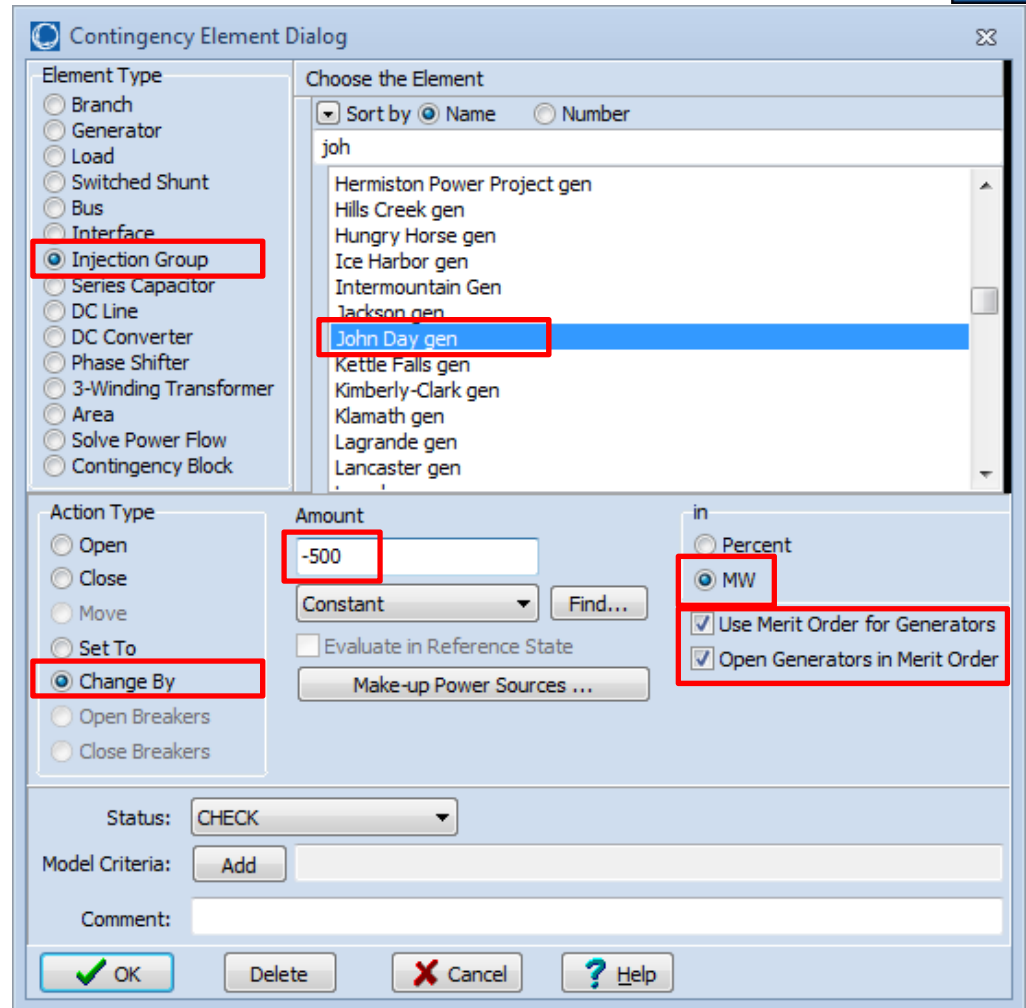 Contingency Element Dialog
Element Type
Branch
Generator
Load
Switched Shunt
Bus
Interface
Injection Group
Series Capacitor
DC Line
DC Converter
Phase Shifter
3-Winding Transformer
Area
Solve Power Flow
Contingency Block
Choose the Element
Sort by Name Number
joh
Hermiston Power Project gen
Hills Creek gen
Hungry Horse gen
Ice Harbor gen
Intermountain Gen
Jackson gen
John Day gen
Kettle Falls gen
Kimberly-Clark gen
Klamath gen
Lagrande gen
Lancaster gen
Action Type
Open
Close
Move
Set To
Change By
Open Breakers
Close Breakers
Amount
-500
Constant Find...
Evaluate in Reference State
Make-up Power Sources ...
in
Percent
MW
Use Merit Order for Generators
Open Generators in Merit Order
Status: CHECK
Model Criteria: Add
Comment:
OK Delete Cancel ? Help